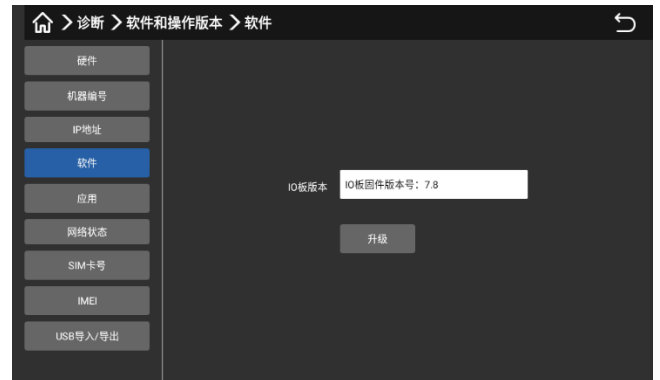 诊断 > 软件和操作版本 > 软件
硬件
机器编号
IP地址
软件
应用
网络状态
SIM卡号
IMEI
USB导入/导出
IO板版本
IO板固件版本号：7.8
升级